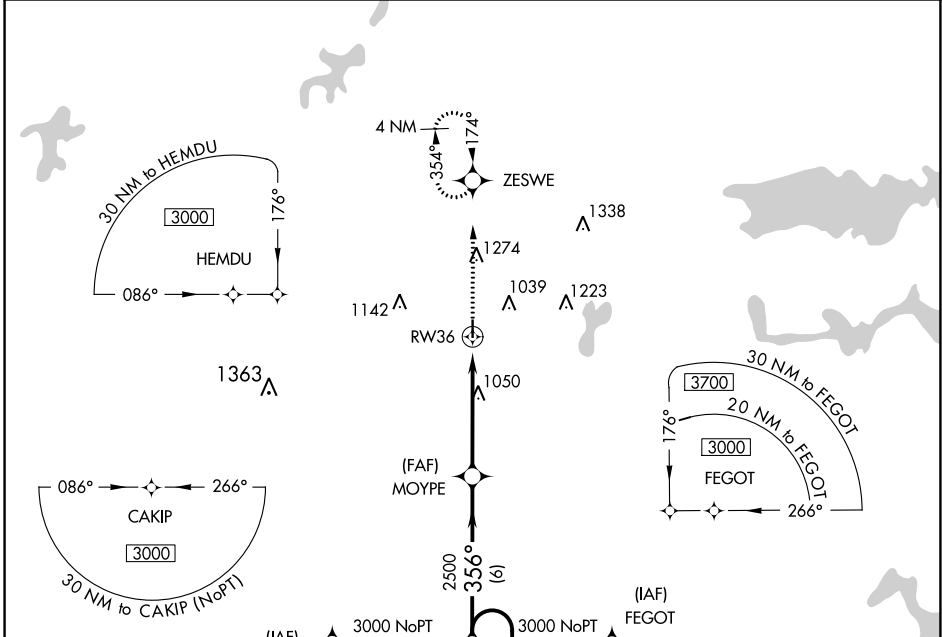 4 NM
174°
354°
ZESWE
30 NM to HEMDU
3000
176°
HEMDU
086°
1338
1274
1142
1039
1223
RW36
1363
1050
30 NM to FEGOT
3700
20 NM to FEGOT
176°
3000
FEGOT
266°
(FAF)
MOYPE
086°
266°
CAKIP
3000
30 NM to CAKIP (NoPT)
2500
356°
(6)
(IAF)
FEGOT
(IAF)
3000 NoPT
3000 NoPT